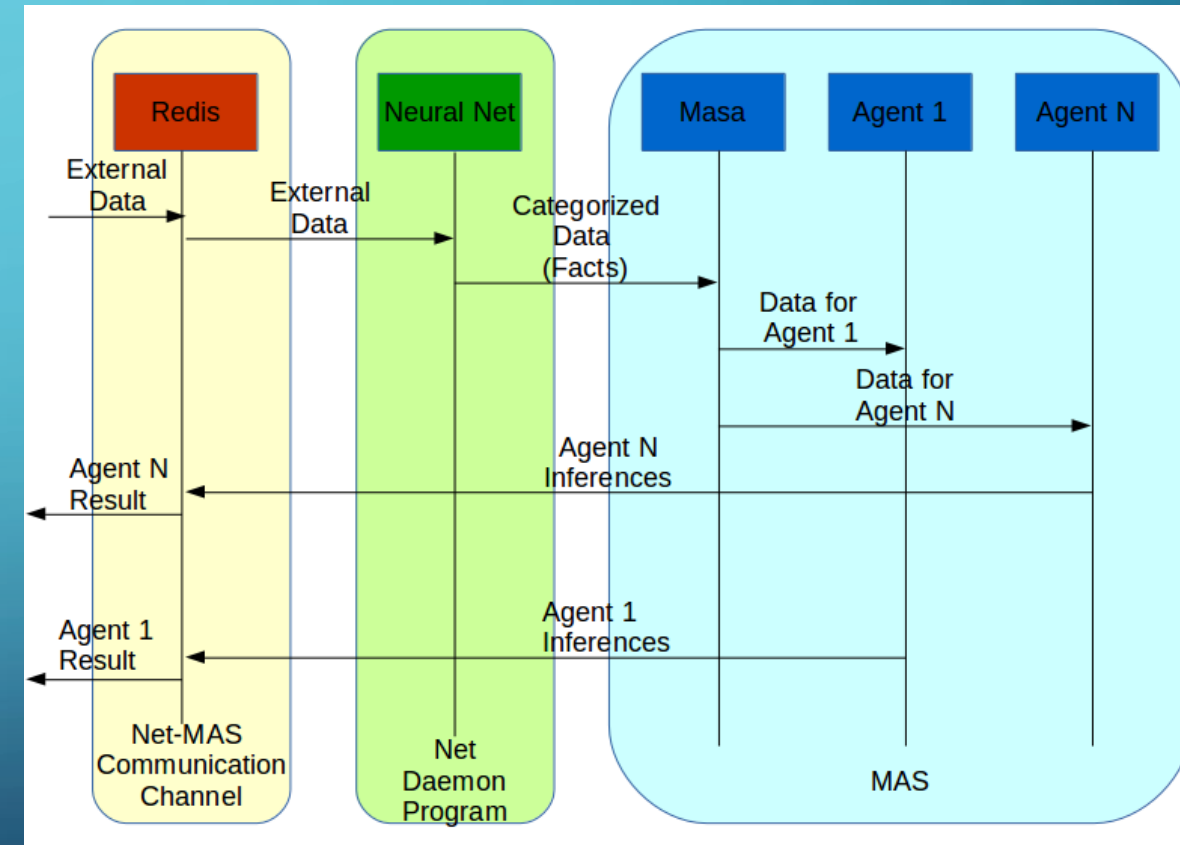 Redis
Neural Net
Masa
Agent 1
Agent N
External
Data
External
Data
Categorized
Data
(Facts)
Data for
Agent 1
Data for
Agent N
Agent N
Inferences
Agent N
Result
Agent 1
Inferences
Agent 1
Result
Net-MAS
Communication
Channel
Net
Daemon
Program
MAS